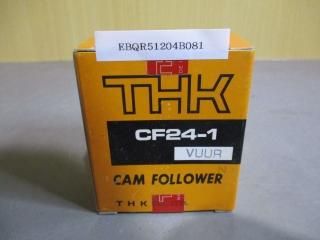 EBQR51204B081
THK
CF24-1
VUUR
CAM FOLLOWER
THK